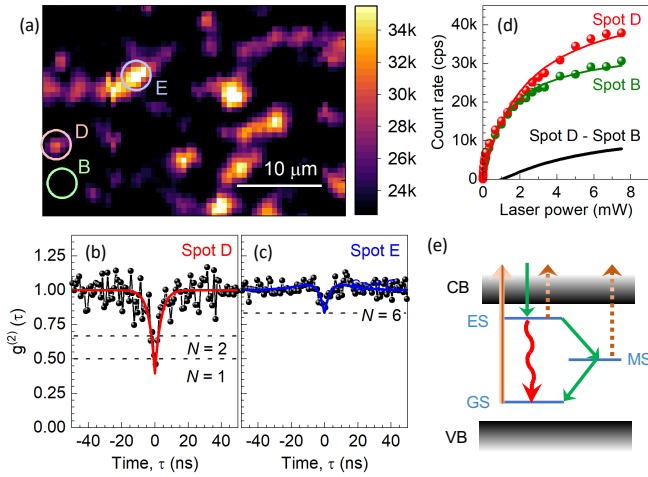 (a)
E
D
B
10 μm
34k
32k
30k
28k
26k
24k
(d)
40k
30k
20k
10k
0
Count rate (cps)
Spot D
Spot B
Spot D - Spot B
0 2 4 6 8
Laser power (mW)
(b) Spot D
1.25
1.00
0.75
0.50
0.25
0.00
g(2) (τ)
N = 2
N = 1
-40 -20 0 20 40
Time, τ (ns)
(c) Spot E
N = 6
-40 -20 0 20 40
Time, τ (ns)
(e)
CB
ES
MS
GS
VB